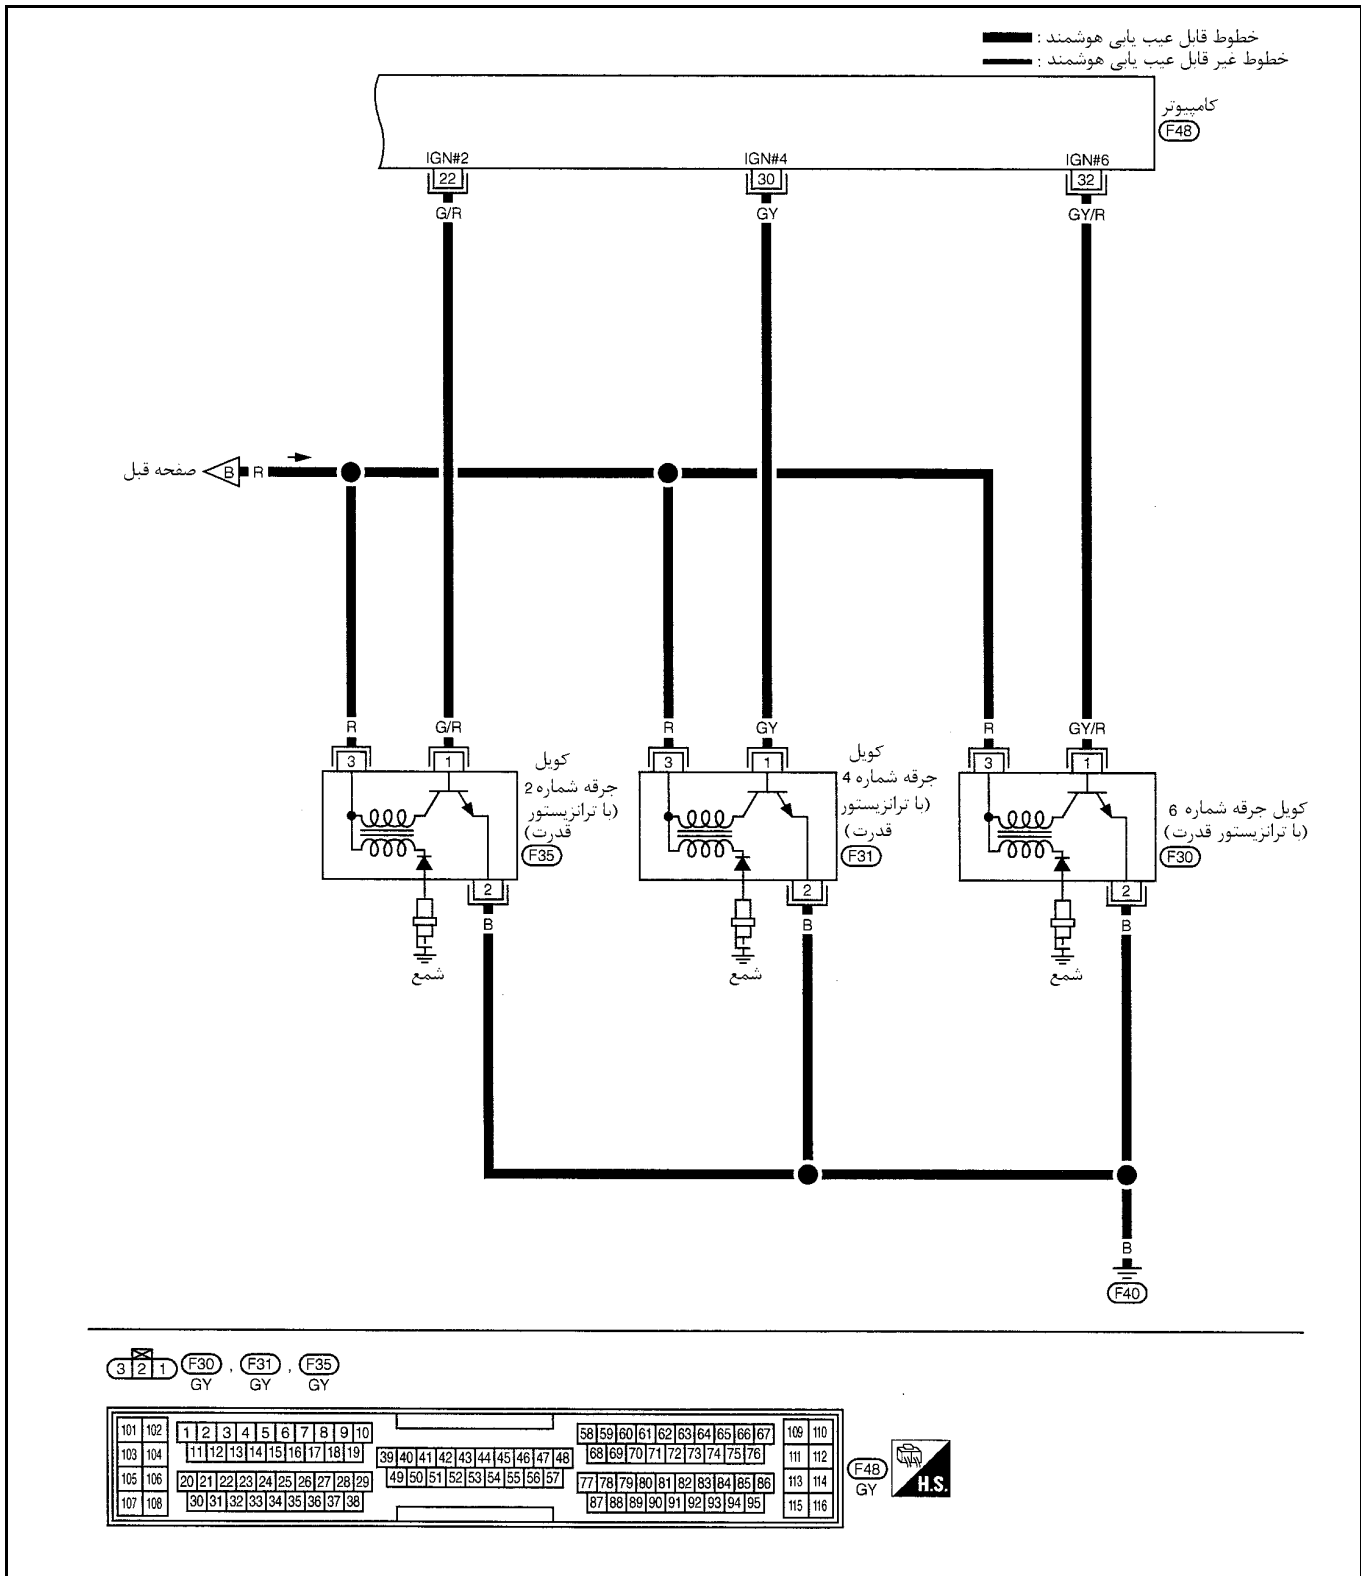 خطوط قابل عیب یابی هوشمند :
خطوط غیر قابل عیب یابی هوشمند :
کامپیوتر
F48
IGN#2 IGN#4 IGN#6
22 30 32
G/R GY GY/R
صفحه قبل B R
R G/R R GY R GY/R
3 1 3 1 3 1
کویل
جرقه شماره 2
(با ترانزیستور
قدرت)
F35
کویل
جرقه شماره 4
(با ترانزیستور
قدرت)
F31
کویل جرقه شماره 6
(با ترانزیستور قدرت)
F30
2 2 2
B B B
شمع شمع شمع
B
F40
3 2 1 F30 , F31 , F35
GY GY GY
101 102 1 2 3 4 5 6 7 8 9 10 58 59 60 61 62 63 64 65 66 67 109 110
103 104 11 12 13 14 15 16 17 18 19 39 40 41 42 43 44 45 46 47 48 68 69 70 71 72 73 74 75 76 111 112
105 106 20 21 22 23 24 25 26 27 28 29 49 50 51 52 53 54 55 56 57 77 78 79 80 81 82 83 84 85 86 113 114
107 108 30 31 32 33 34 35 36 37 38 87 88 89 90 91 92 93 94 95 115 116
F48
GY
H.S.